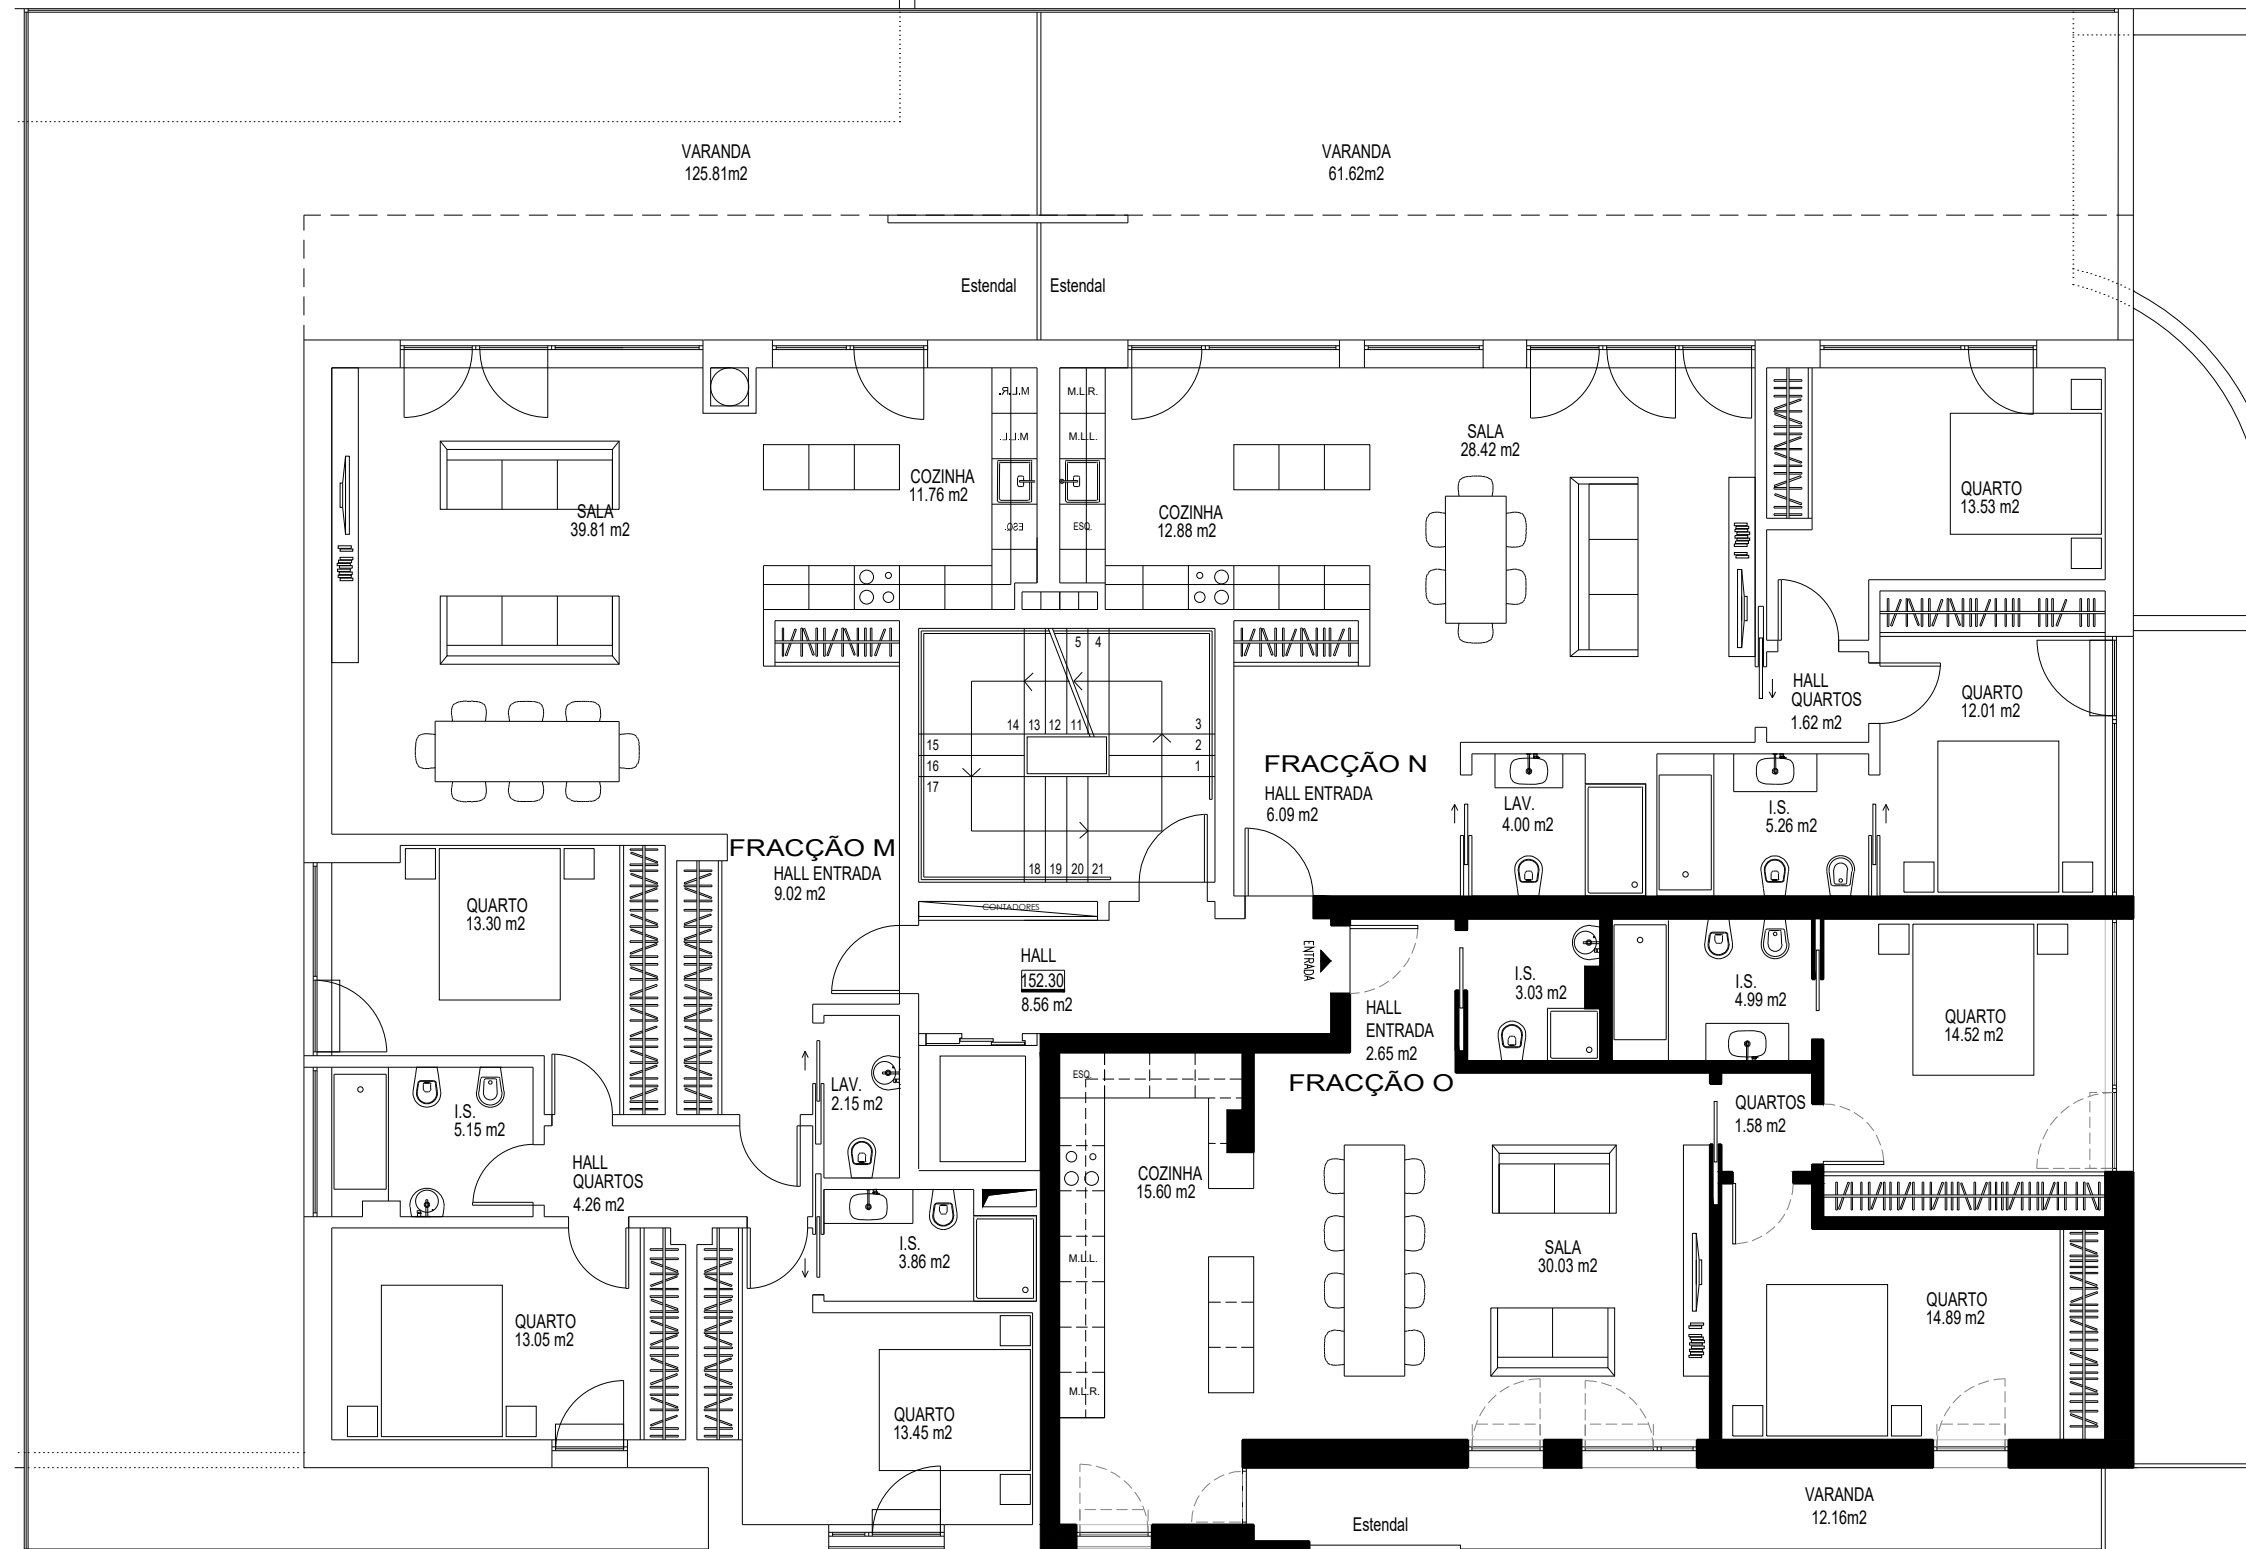 VARANDA
125.81m2
VARANDA
61.62m2
Estendal
Estendal
M.L.R.
M.L.R.
M.L.L.
M.L.L.
ESQ.
ESQ.
SALA
39.81 m2
COZINHA
11.76 m2
COZINHA
12.88 m2
SALA
28.42 m2
QUARTO
13.53 m2
5 4
14 13 12 11
3
2
1
15
16
17
18 19 20 21
HALL
QUARTOS
1.62 m2
QUARTO
12.01 m2
FRACÇÃO N
HALL ENTRADA
6.09 m2
LAV.
4.00 m2
I.S.
5.26 m2
FRACÇÃO M
HALL ENTRADA
9.02 m2
QUARTO
13.30 m2
CONTADORES
HALL
152.30
8.56 m2
ENTRADA
HALL
ENTRADA
2.65 m2
I.S.
3.03 m2
I.S.
4.99 m2
QUARTO
14.52 m2
FRACÇÃO O
ESQ.
LAV.
2.15 m2
I.S.
5.15 m2
QUARTOS
1.58 m2
HALL
QUARTOS
4.26 m2
COZINHA
15.60 m2
I.S.
3.86 m2
M.L.L.
SALA
30.03 m2
QUARTO
13.05 m2
QUARTO
14.89 m2
M.L.R.
QUARTO
13.45 m2
VARANDA
12.16m2
Estendal